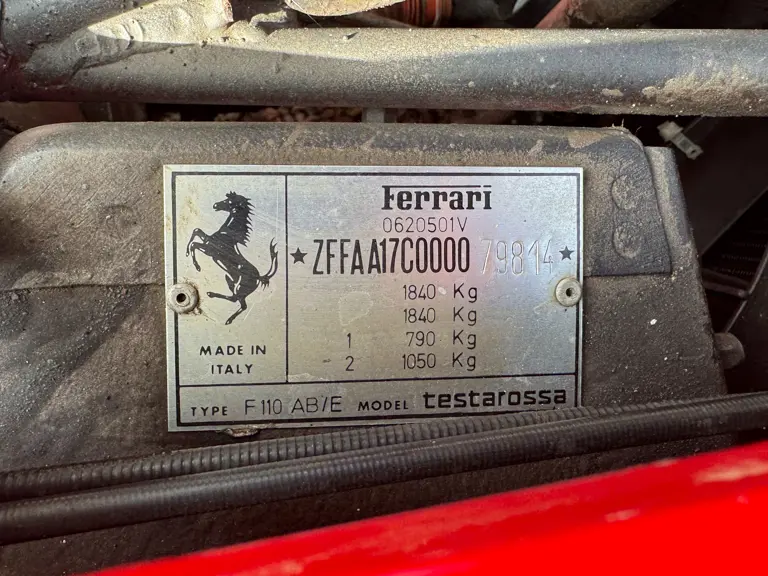 Ferrari
0620501V
★ ZFFAA17C0000 79814 ★
1840 Kg
1840 Kg
1 790 Kg
2 1050 Kg
MADE IN
ITALY
TYPE F110 AB/E MODEL testarossa